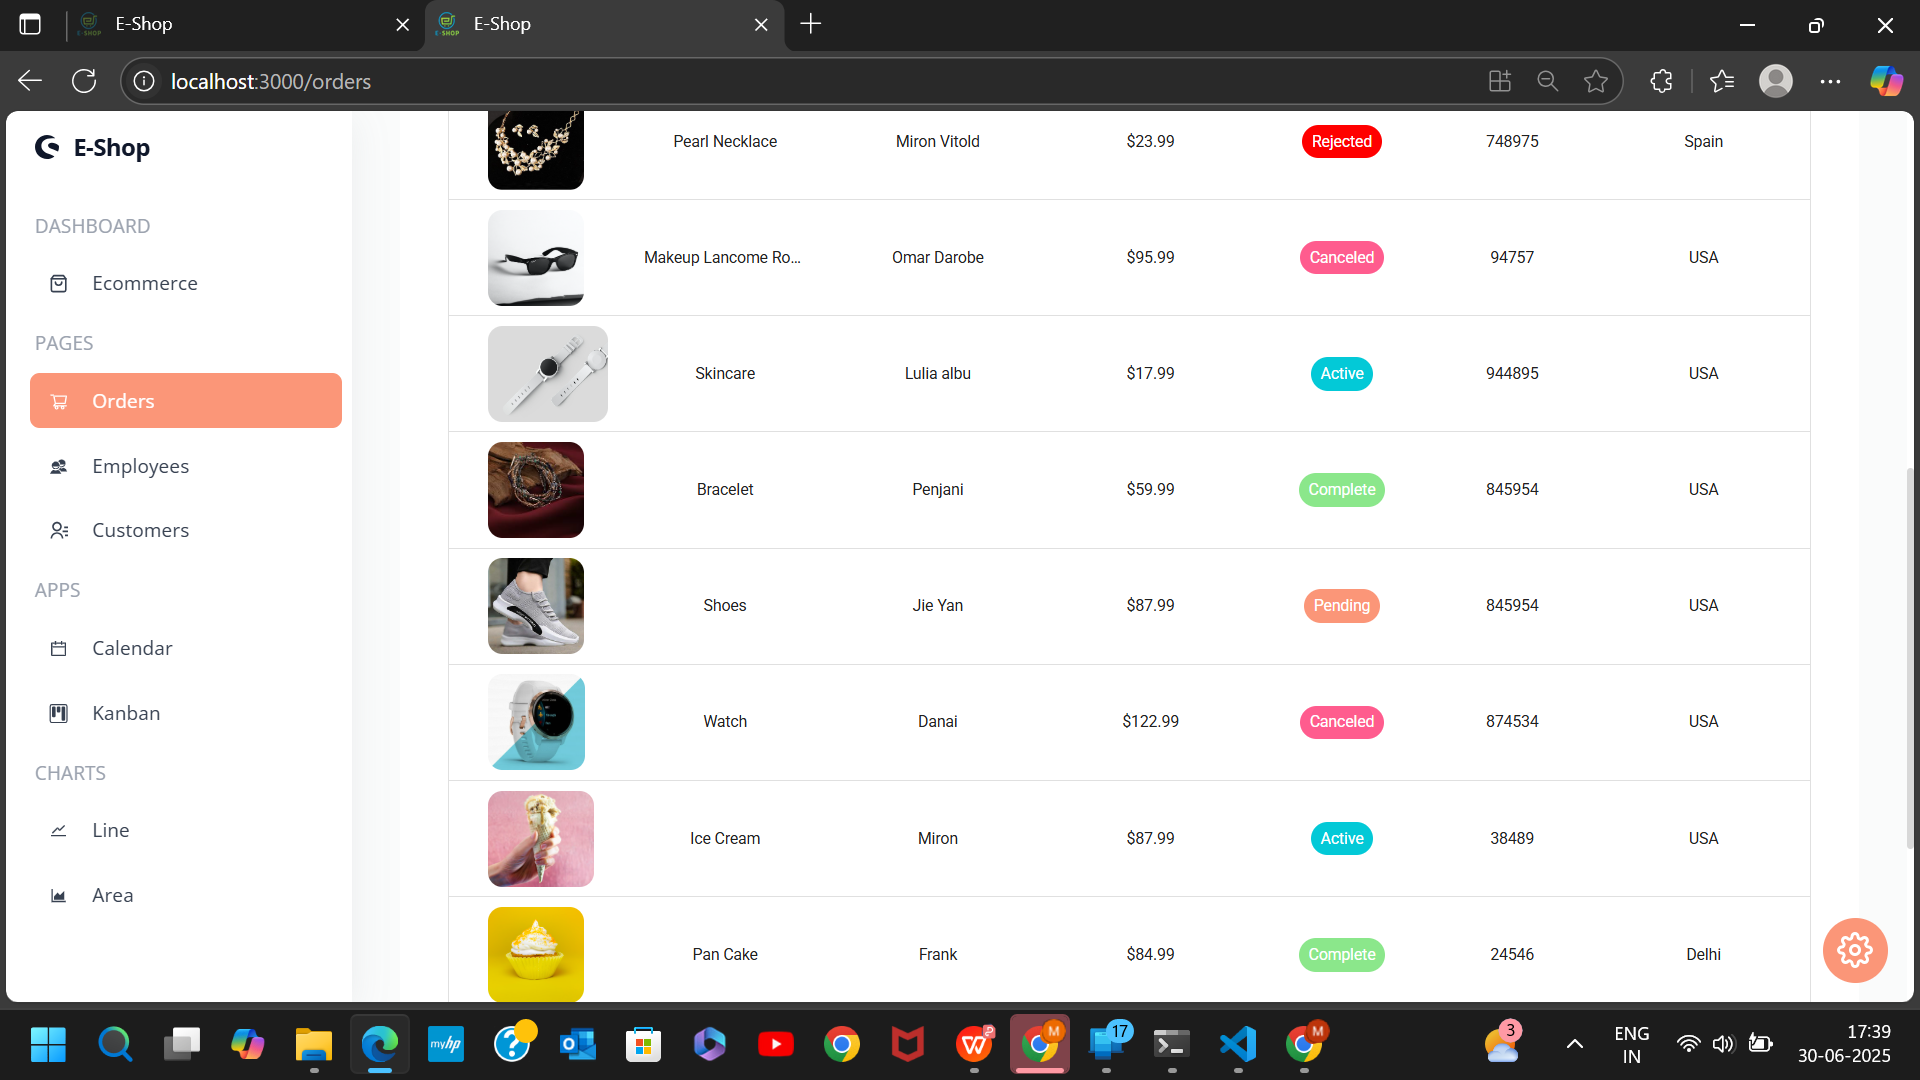 E-Shop
E-Shop
localhost:3000/orders
E-Shop
DASHBOARD
Ecommerce
PAGES
Orders
Employees
Customers
APPS
Calendar
Kanban
CHARTS
Line
Area
Pearl Necklace Miron Vitold $23.99 Rejected 748975 Spain
Makeup Lancome Ro... Omar Darobe $95.99 Canceled 94757 USA
Skincare Lulia albu $17.99 Active 944895 USA
Bracelet Penjani $59.99 Complete 845954 USA
Shoes Jie Yan $87.99 Pending 845954 USA
Watch Danai $122.99 Canceled 874534 USA
Ice Cream Miron $87.99 Active 38489 USA
Pan Cake Frank $84.99 Complete 24546 Delhi
myhp
M
17
M
3
ENG
IN
17:39
30-06-2025